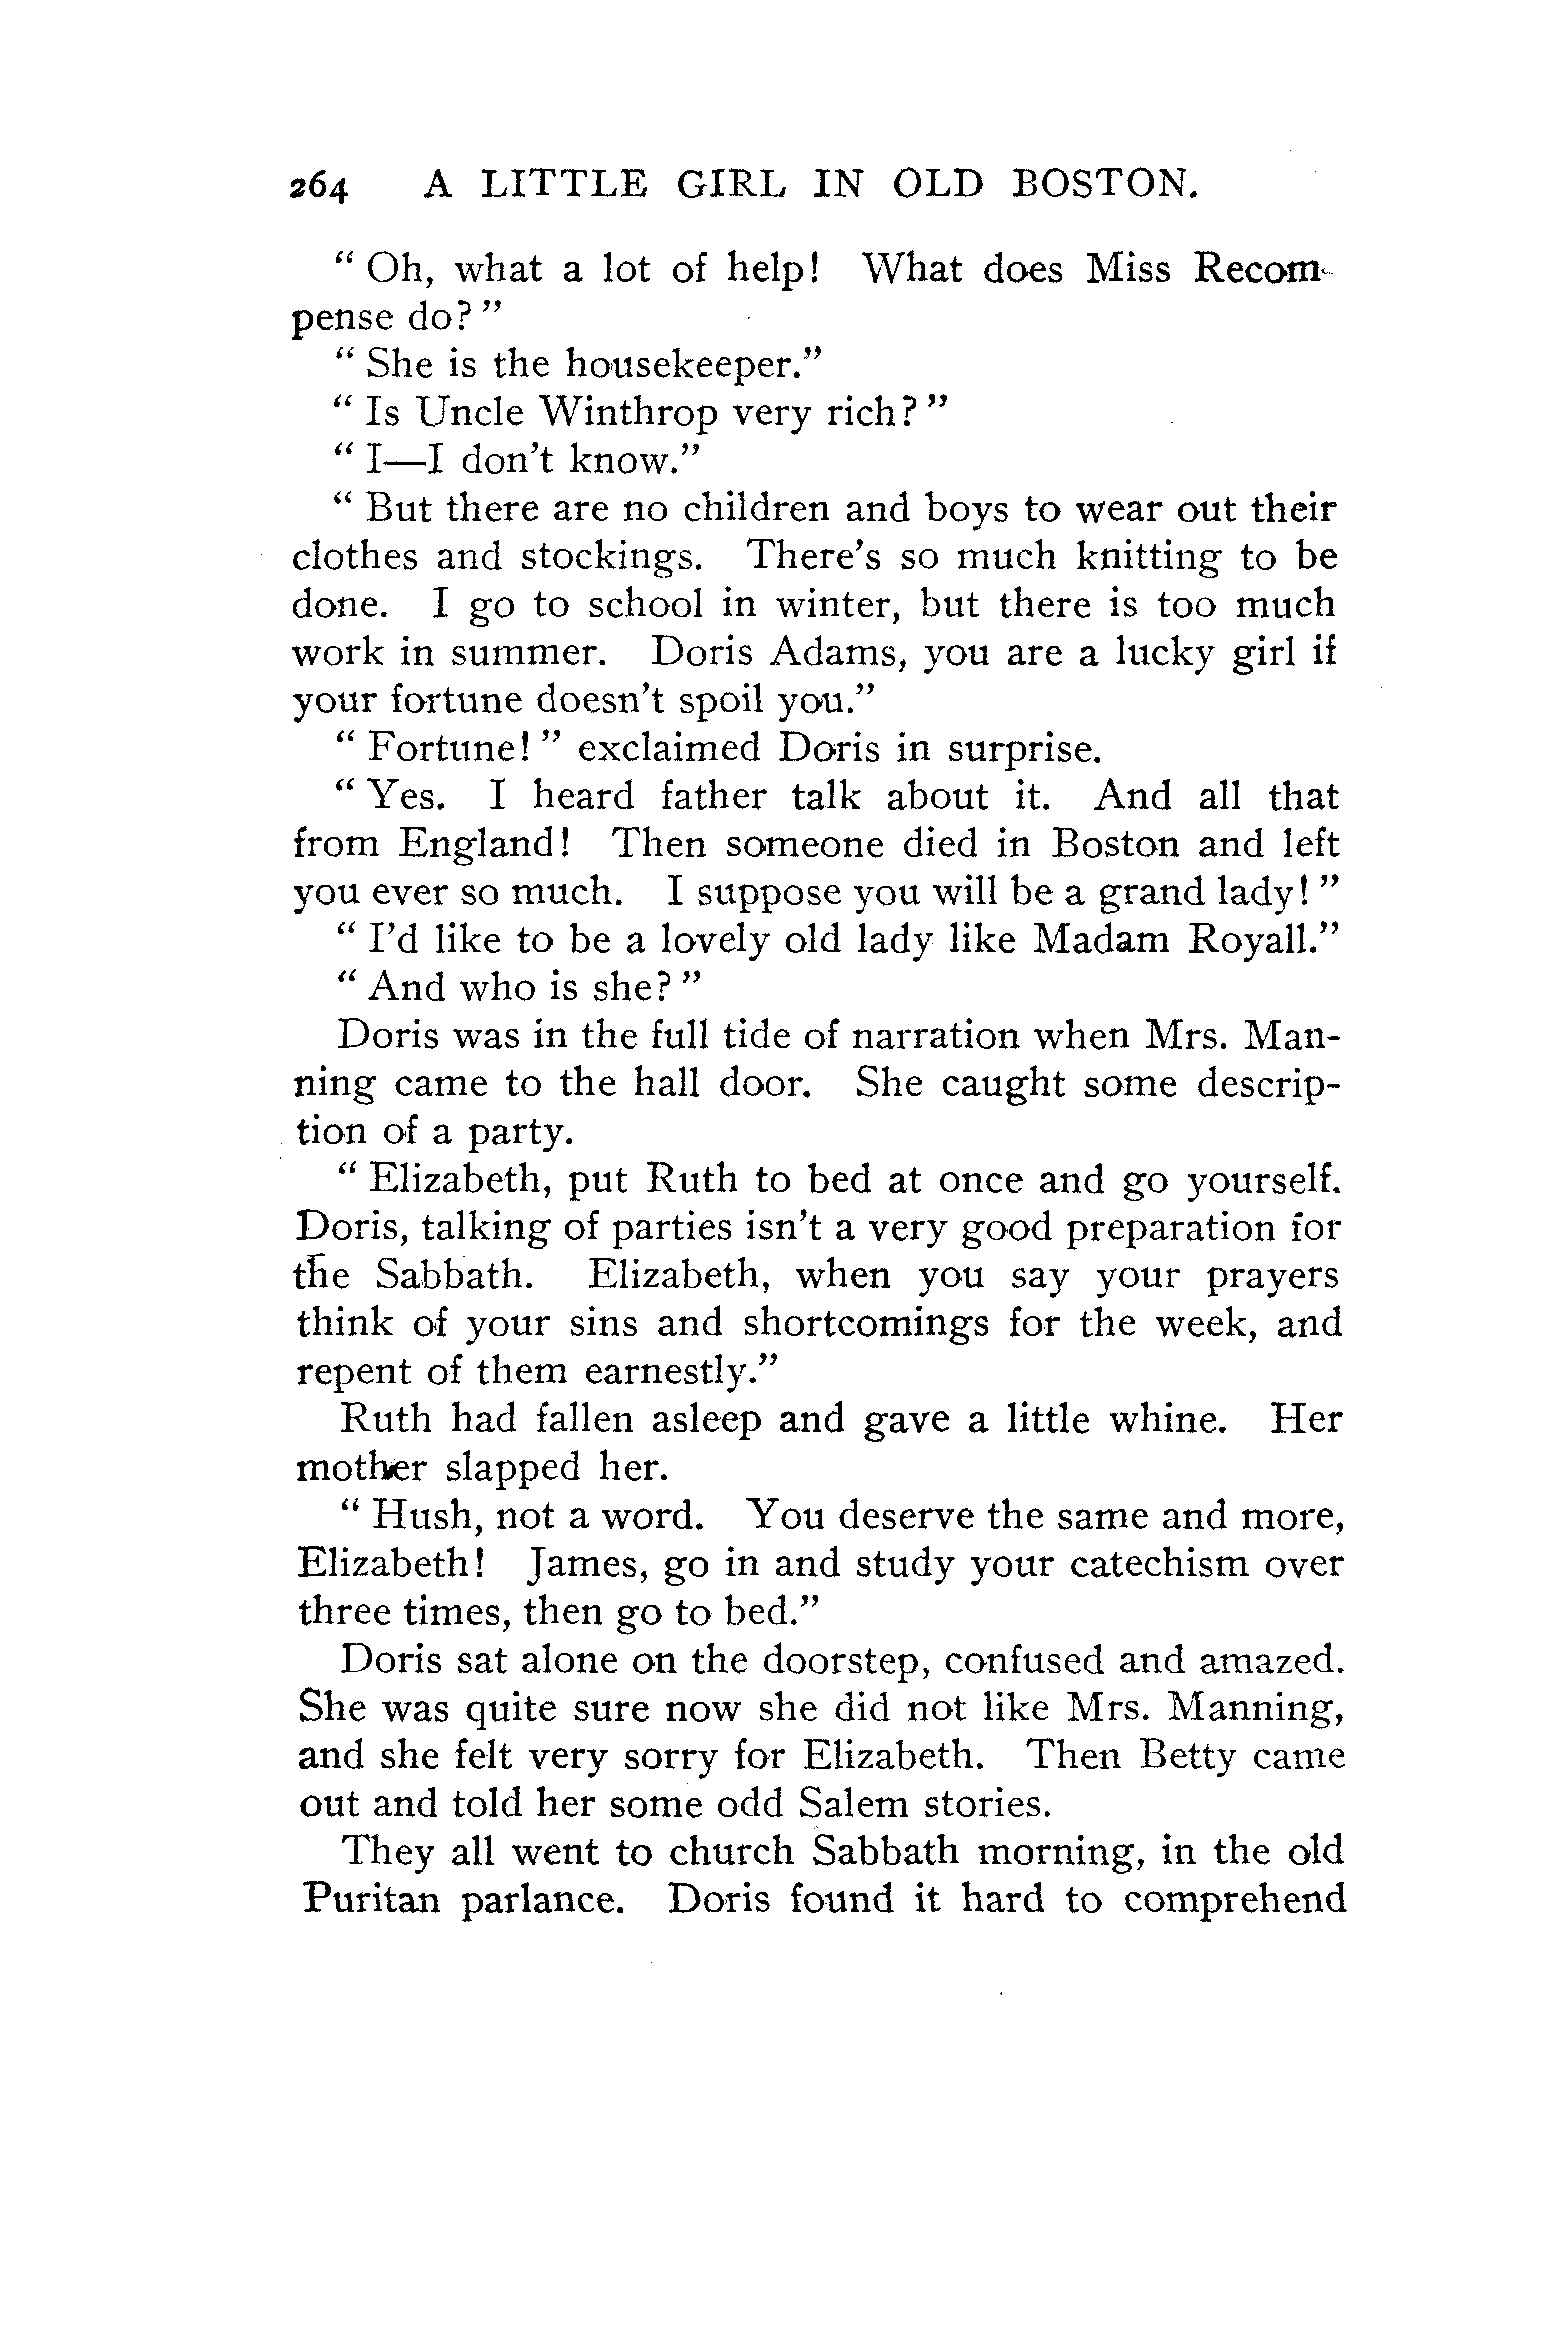 264 A LITTLE GIRL IN OLD BOSTON.
“ Oh, what a lot of help! What does Miss Recom-
pense do? ”
“ She is the housekeeper.”
“ Is Uncle Winthrop very rich? ”
“ I—I don’t know.”
“ But there are no children and boys to wear out their
clothes and stockings. There’s so much knitting to be
done. I go to school in winter, but there is too much
work in summer. Doris Adams, you are a lucky girl if
your fortune doesn’t spoil you.”
“ Fortune! ” exclaimed Doris in surprise.
“ Yes. I heard father talk about it. And all that
from England! Then someone died in Boston and left
you ever so much. I suppose you will be a grand lady! ”
“ I’d like to be a lovely old lady like Madam Royall.”
“ And who is she? ”
Doris was in the full tide of narration when Mrs. Man-
ning came to the hall door. She caught some descrip-
tion of a party.
“ Elizabeth, put Ruth to bed at once and go yourself.
Doris, talking of parties isn’t a very good preparation for
the Sabbath. Elizabeth, when you say your prayers
think of your sins and shortcomings for the week, and
repent of them earnestly.”
Ruth had fallen asleep and gave a little whine. Her
mother slapped her.
“ Hush, not a word. You deserve the same and more,
Elizabeth! James, go in and study your catechism over
three times, then go to bed.”
Doris sat alone on the doorstep, confused and amazed.
She was quite sure now she did not like Mrs. Manning,
and she felt very sorry for Elizabeth. Then Betty came
out and told her some odd Salem stories.
They all went to church Sabbath morning, in the old
Puritan parlance. Doris found it hard to comprehend